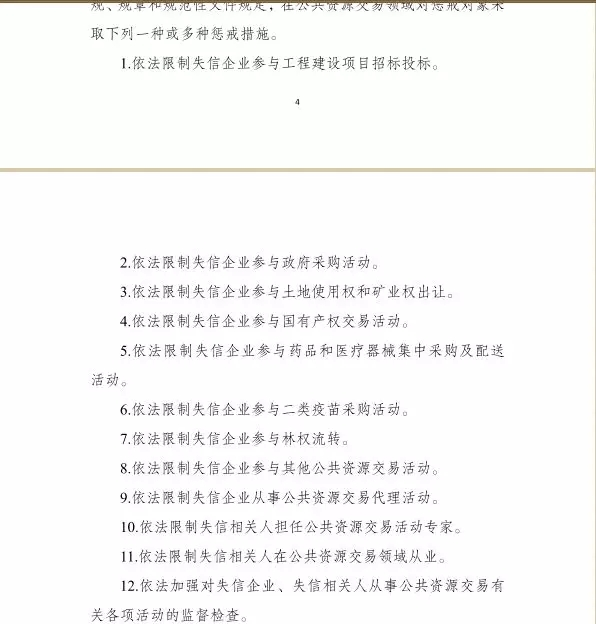 规、规章和规范性文件规定，在公共资源交易领域对惩戒对象采
取下列一种或多种惩戒措施。
1.依法限制失信企业参与工程建设项目招标投标。
4
2.依法限制失信企业参与政府采购活动。
3.依法限制失信企业参与土地使用权和矿业权出让。
4.依法限制失信企业参与国有产权交易活动。
5.依法限制失信企业参与药品和医疗器械集中采购及配送
活动。
6.依法限制失信企业参与二类疫苗采购活动。
7.依法限制失信企业参与林权流转。
8.依法限制失信企业参与其他公共资源交易活动。
9.依法限制失信企业从事公共资源交易代理活动。
10.依法限制失信相关人担任公共资源交易活动专家。
11.依法限制失信相关人在公共资源交易领域从业。
12.依法加强对失信企业、失信相关人从事公共资源交易有
关各项活动的监督检查。